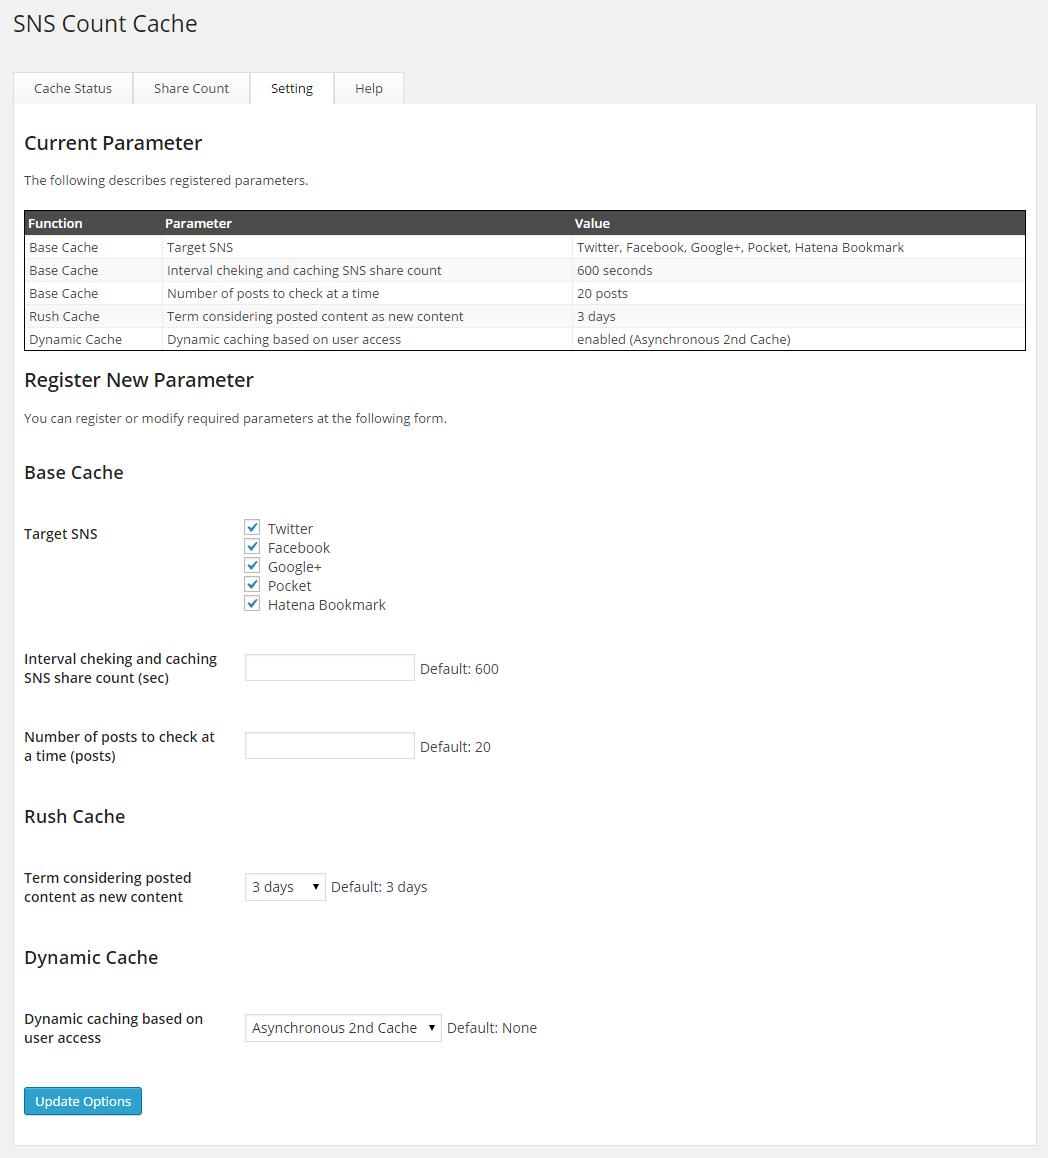 SNS Count Cache
Cache Status Share Count Setting Help
Current Parameter
The following describes registered parameters.
Function Parameter Value
Base Cache Target SNS Twitter, Facebook, Google+, Pocket, Hatena Bookmark
Base Cache Interval cheking and caching SNS share count 600 seconds
Base Cache Number of posts to check at a time 20 posts
Rush Cache Term considering posted content as new content 3 days
Dynamic Cache Dynamic caching based on user access enabled (Asynchronous 2nd Cache)
Register New Parameter
You can register or modify required parameters at the following form.
Base Cache
Target SNS
Twitter
Facebook
Google+
Pocket
Hatena Bookmark
Interval cheking and caching
SNS share count (sec)
Default: 600
Number of posts to check at
a time (posts)
Default: 20
Rush Cache
Term considering posted
content as new content
3 days Default: 3 days
Dynamic Cache
Dynamic caching based on
user access
Asynchronous 2nd Cache Default: None
Update Options